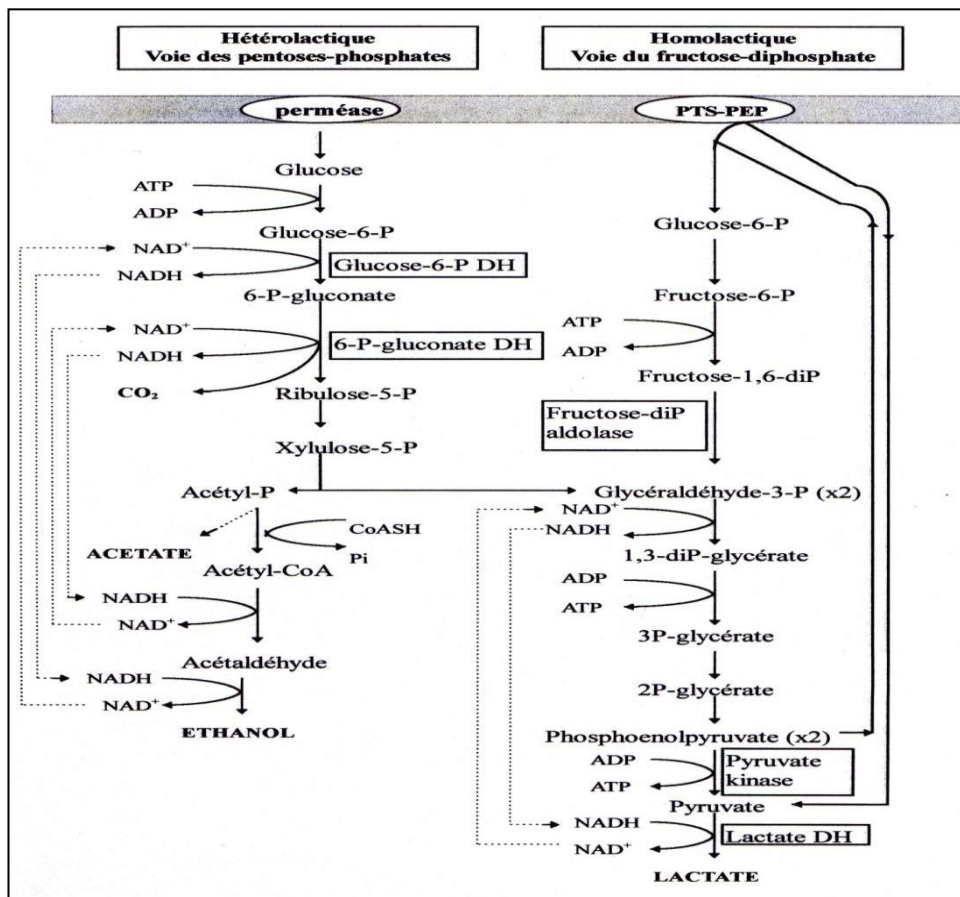 Hétérolactique
Voie des pentoses-phosphates
perméase
Glucose
ATP
ADP
Glucose-6-P
NAD⁺
NADH
Glucose-6-P DH
6-P-gluconate
NAD⁺
NADH
6-P-gluconate DH
CO₂
Ribulose-5-P
Xylulose-5-P
Acétyl-P
CoASH
Pi
ACETATE
Acétyl-CoA
NADH
NAD⁺
Acétaldéhyde
NADH
NAD⁺
ETHANOL
Homolactique
Voie du fructose-diphosphate
PTS-PEP
Glucose-6-P
Fructose-6-P
ATP
ADP
Fructose-1,6-diP
Fructose-diP
aldolase
Glycéraldéhyde-3-P (x2)
NAD⁺
NADH
1,3-diP-glycérate
ADP
ATP
3P-glycérate
2P-glycérate
Phosphoenolpyruvate (x2)
ADP
ATP
Pyruvate
kinase
Pyruvate
NADH
NAD⁺
Lactate DH
LACTATE